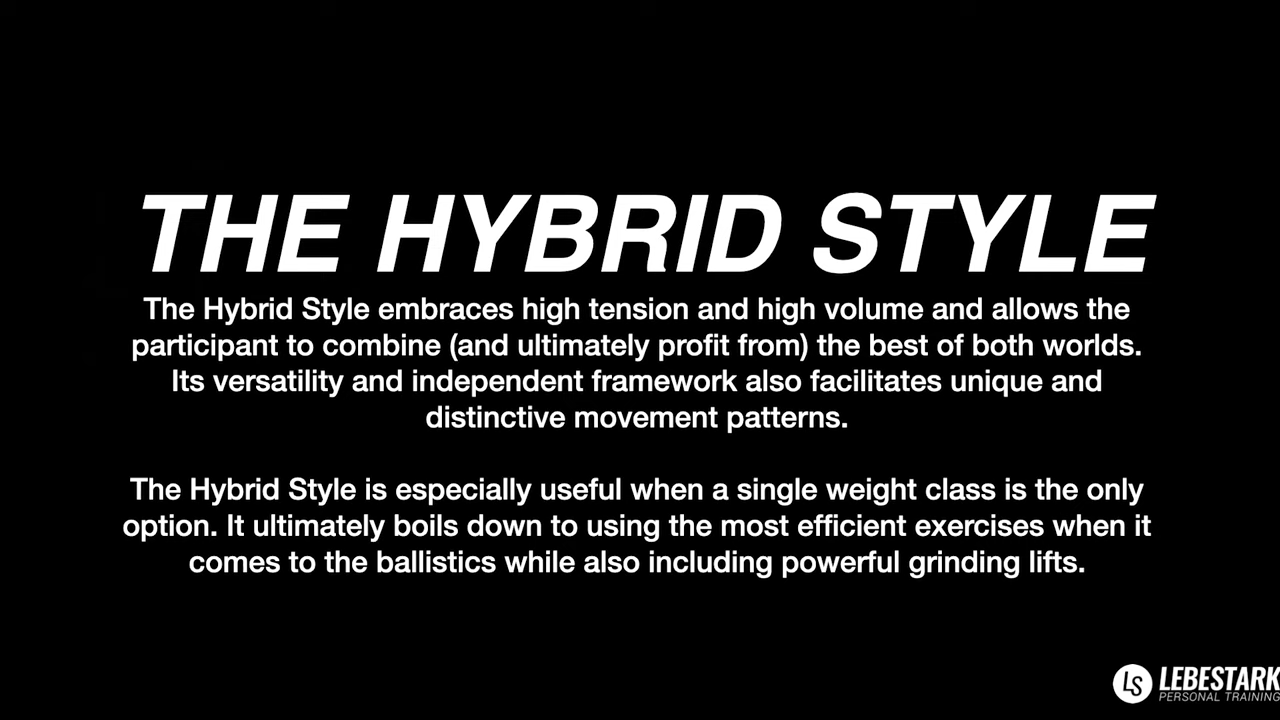 THE HYBRID STYLE
The Hybrid Style embraces high tension and high volume and allows the
participant to combine (and ultimately profit from) the best of both worlds.
Its versatility and independent framework also facilitates unique and
distinctive movement patterns.
The Hybrid Style is especially useful when a single weight class is the only
option. It ultimately boils down to using the most efficient exercises when it
comes to the ballistics while also including powerful grinding lifts.
LS LEBESTARK
PERSONAL TRAINING